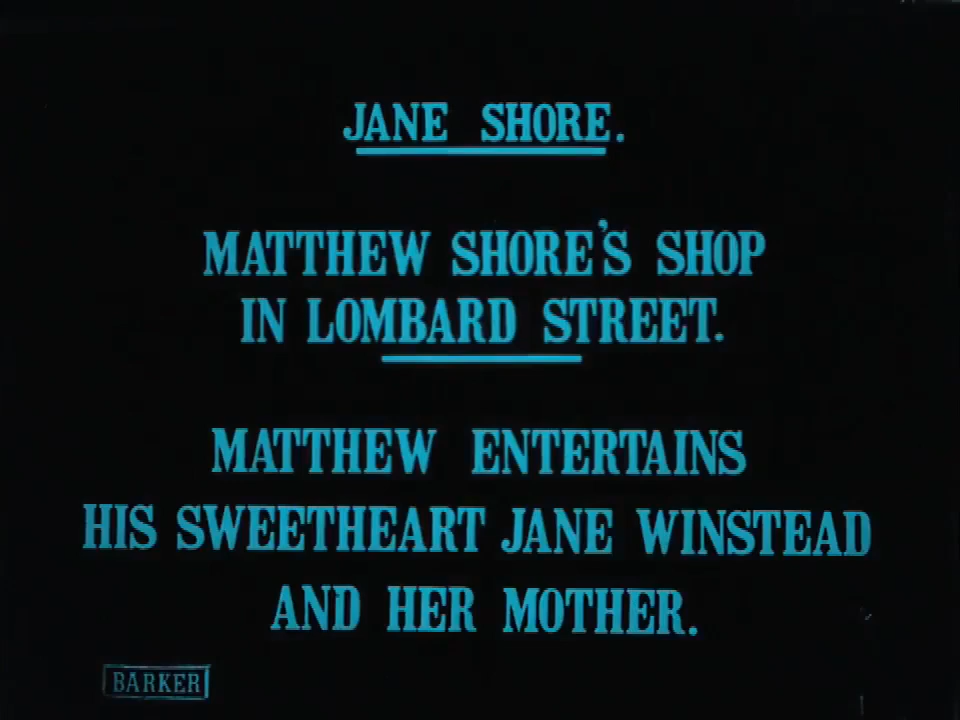 JANE SHORE.
MATTHEW SHORE'S SHOP
IN LOMBARD STREET.
MATTHEW ENTERTAINS
HIS SWEETHEART JANE WINSTEAD
AND HER MOTHER.
BARKER